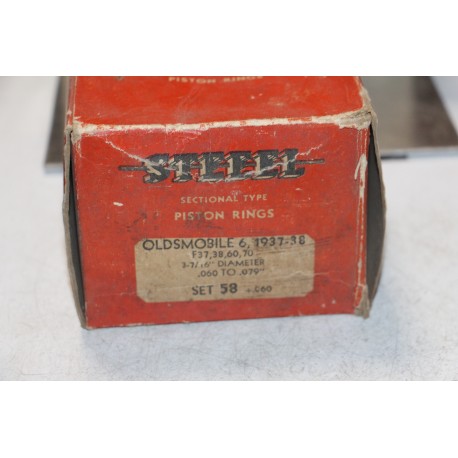 PISTON RINGS
STEFEL
SECTIONAL TYPE
PISTON RINGS
OLDSMOBILE 6, 1937-38
F37,38,60,70
3-7/16" DIAMETER
.060 TO .079"
SET 58 +.060